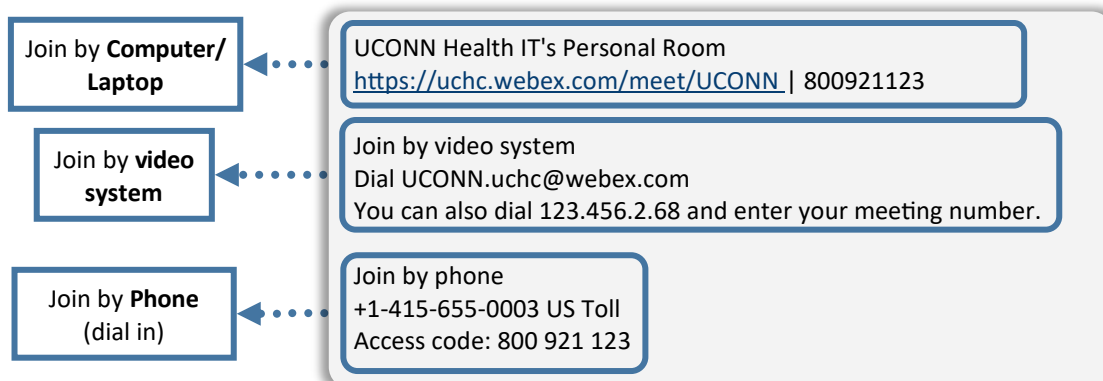 Join by Computer/
Laptop
UCONN Health IT's Personal Room
https://uchc.webex.com/meet/UCONN | 800921123
Join by video
system
Join by video system
Dial UCONN.uchc@webex.com
You can also dial 123.456.2.68 and enter your meeting number.
Join by Phone
(dial in)
Join by phone
+1-415-655-0003 US Toll
Access code: 800 921 123